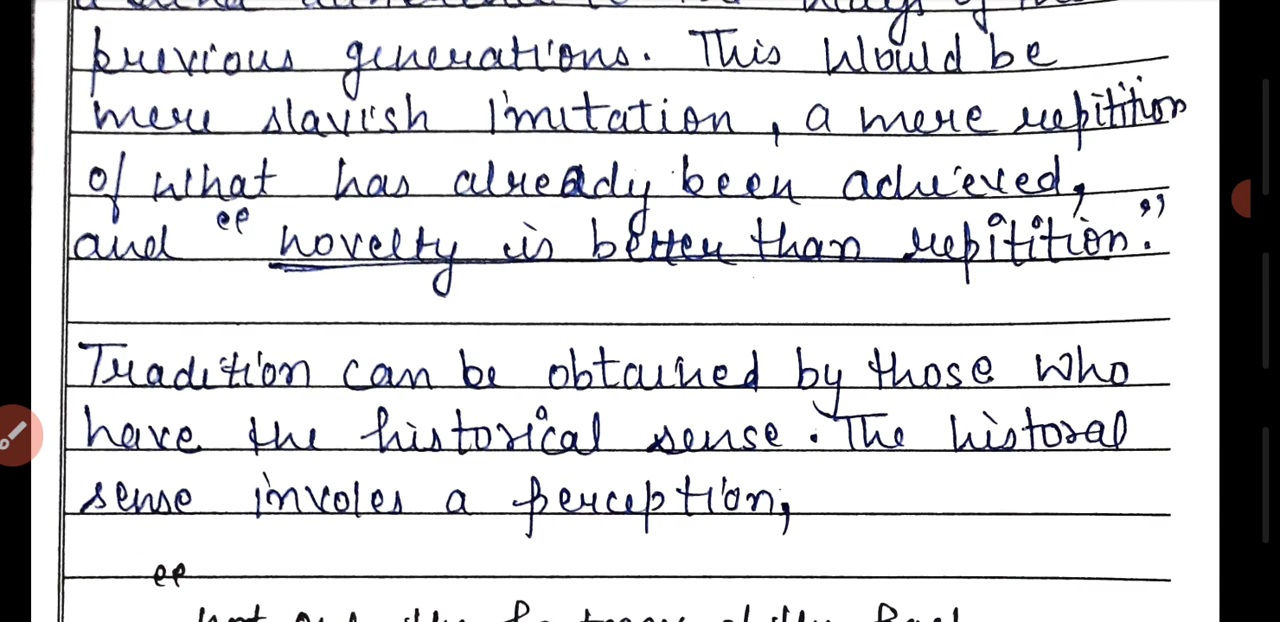 previous generations. This would be
mere slavish imitation, a mere repitition
of what has already been achieved,
and "novelty is better than repitition."
Tradition can be obtained by those who
have the historical sense. The historal
sense involes a perception,
"